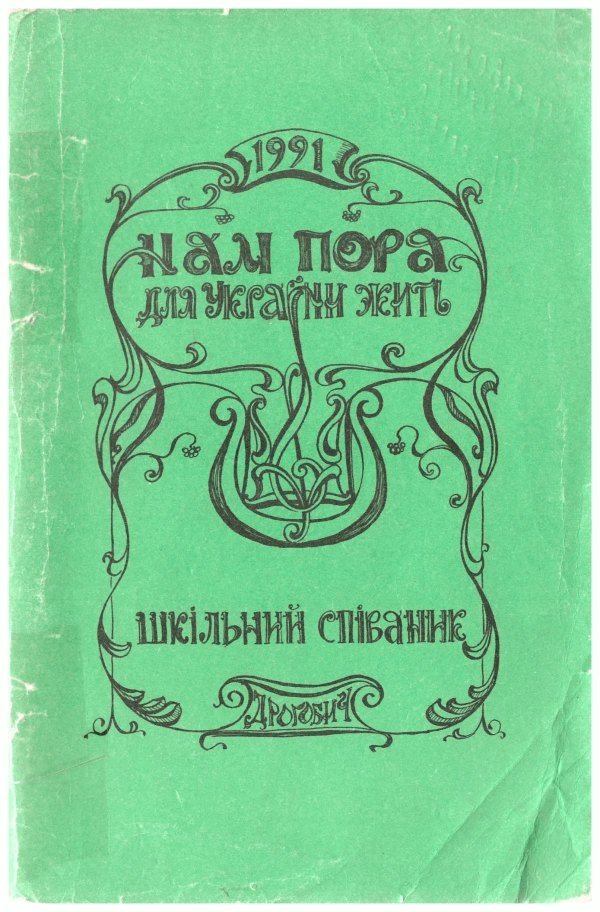 1991
НАМ ПОРА
ДЛЯ УКРАЇНИ ЖИТЬ
ШКІЛЬНИЙ СПІВАНИК
ДРОГОБИЧ